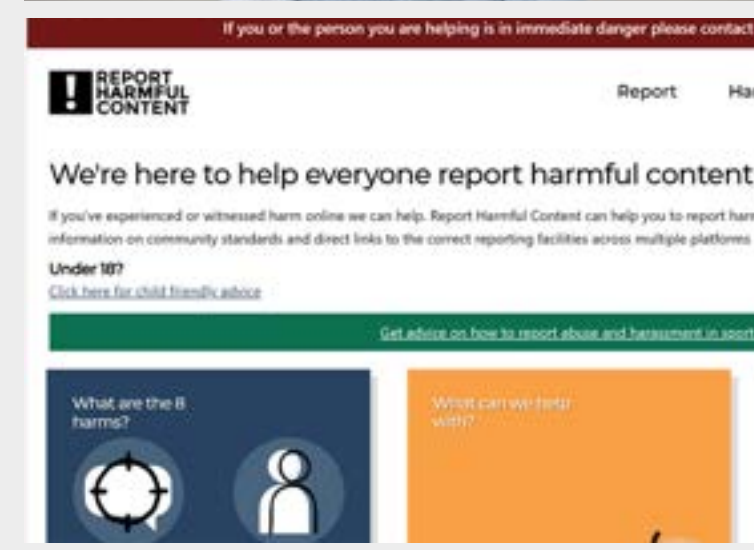 If you or the person you are helping is in immediate danger please contact
REPORT
HARMFUL
CONTENT
Report
We're here to help everyone report harmful content
If you've experienced or witnessed harm online we can help. Report Harmful Content can help you to report
information on community standards and direct links to the correct reporting facilities across multiple platforms
Under 18?
Click here for child friendly advice
Get advice on how to report abuse and harassment in sport
What are the 8
harms?
What can we help
with?